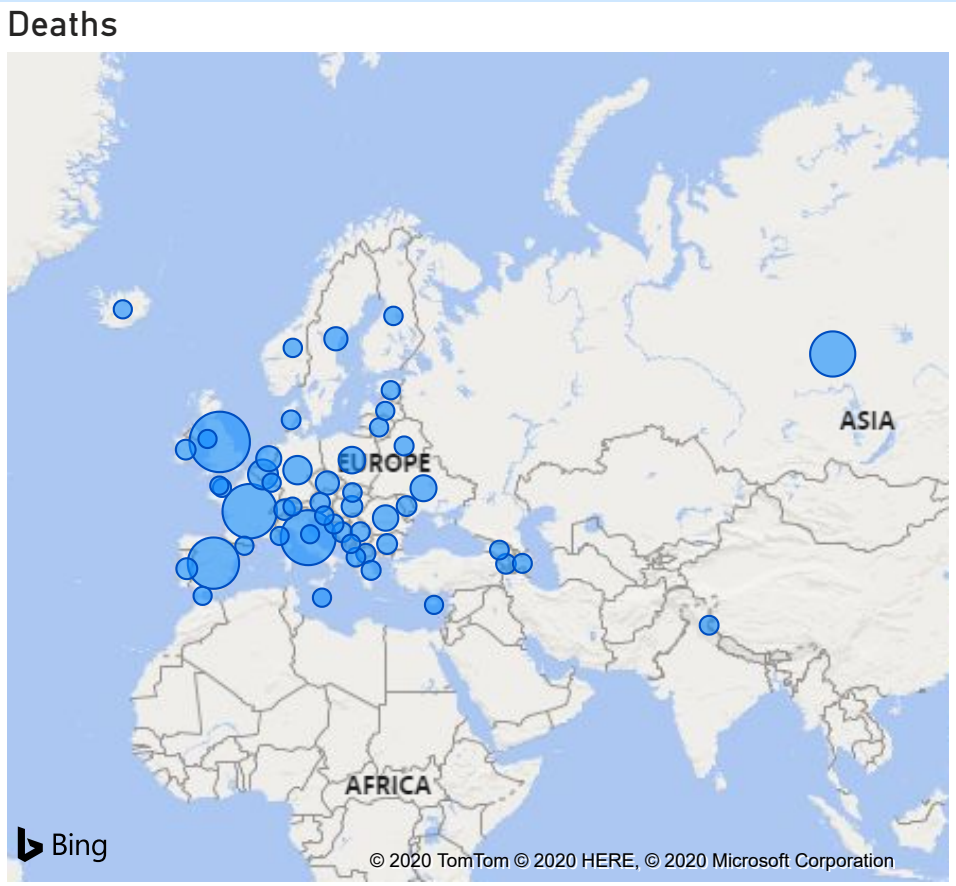 Deaths
ASIA
EUROPE
AFRICA
Bing
© 2020 TomTom © 2020 HERE, © 2020 Microsoft Corporation